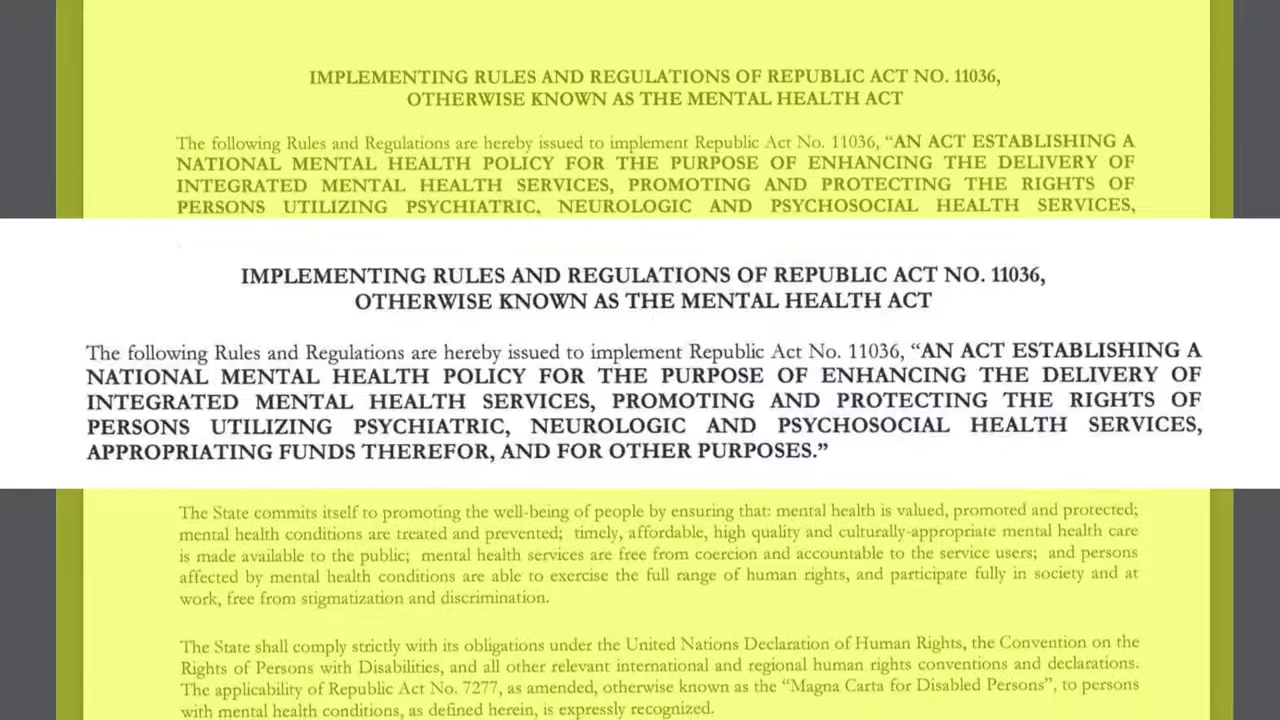 IMPLEMENTING RULES AND REGULATIONS OF REPUBLIC ACT NO. 11036,
OTHERWISE KNOWN AS THE MENTAL HEALTH ACT
The following Rules and Regulations are hereby issued to implement Republic Act No. 11036, “AN ACT ESTABLISHING A
NATIONAL MENTAL HEALTH POLICY FOR THE PURPOSE OF ENHANCING THE DELIVERY OF
INTEGRATED MENTAL HEALTH SERVICES, PROMOTING AND PROTECTING THE RIGHTS OF
PERSONS UTILIZING PSYCHIATRIC, NEUROLOGIC AND PSYCHOSOCIAL HEALTH SERVICES,
IMPLEMENTING RULES AND REGULATIONS OF REPUBLIC ACT NO. 11036,
OTHERWISE KNOWN AS THE MENTAL HEALTH ACT
The following Rules and Regulations are hereby issued to implement Republic Act No. 11036, “AN ACT ESTABLISHING A
NATIONAL MENTAL HEALTH POLICY FOR THE PURPOSE OF ENHANCING THE DELIVERY OF
INTEGRATED MENTAL HEALTH SERVICES, PROMOTING AND PROTECTING THE RIGHTS OF
PERSONS UTILIZING PSYCHIATRIC, NEUROLOGIC AND PSYCHOSOCIAL HEALTH SERVICES,
APPROPRIATING FUNDS THEREFOR, AND FOR OTHER PURPOSES.”
The State commits itself to promoting the well-being of people by ensuring that: mental health is valued, promoted and protected;
mental health conditions are treated and prevented; timely, affordable, high quality and culturally-appropriate mental health care
is made available to the public; mental health services are free from coercion and accountable to the service users; and persons
affected by mental health conditions are able to exercise the full range of human rights, and participate fully in society and at
work, free from stigmatization and discrimination.
The State shall comply strictly with its obligations under the United Nations Declaration of Human Rights, the Convention on the
Rights of Persons with Disabilities, and all other relevant international and regional human rights conventions and declarations.
The applicability of Republic Act No. 7277, as amended, otherwise known as the “Magna Carta for Disabled Persons”, to persons
with mental health conditions, as defined herein, is expressly recognized.